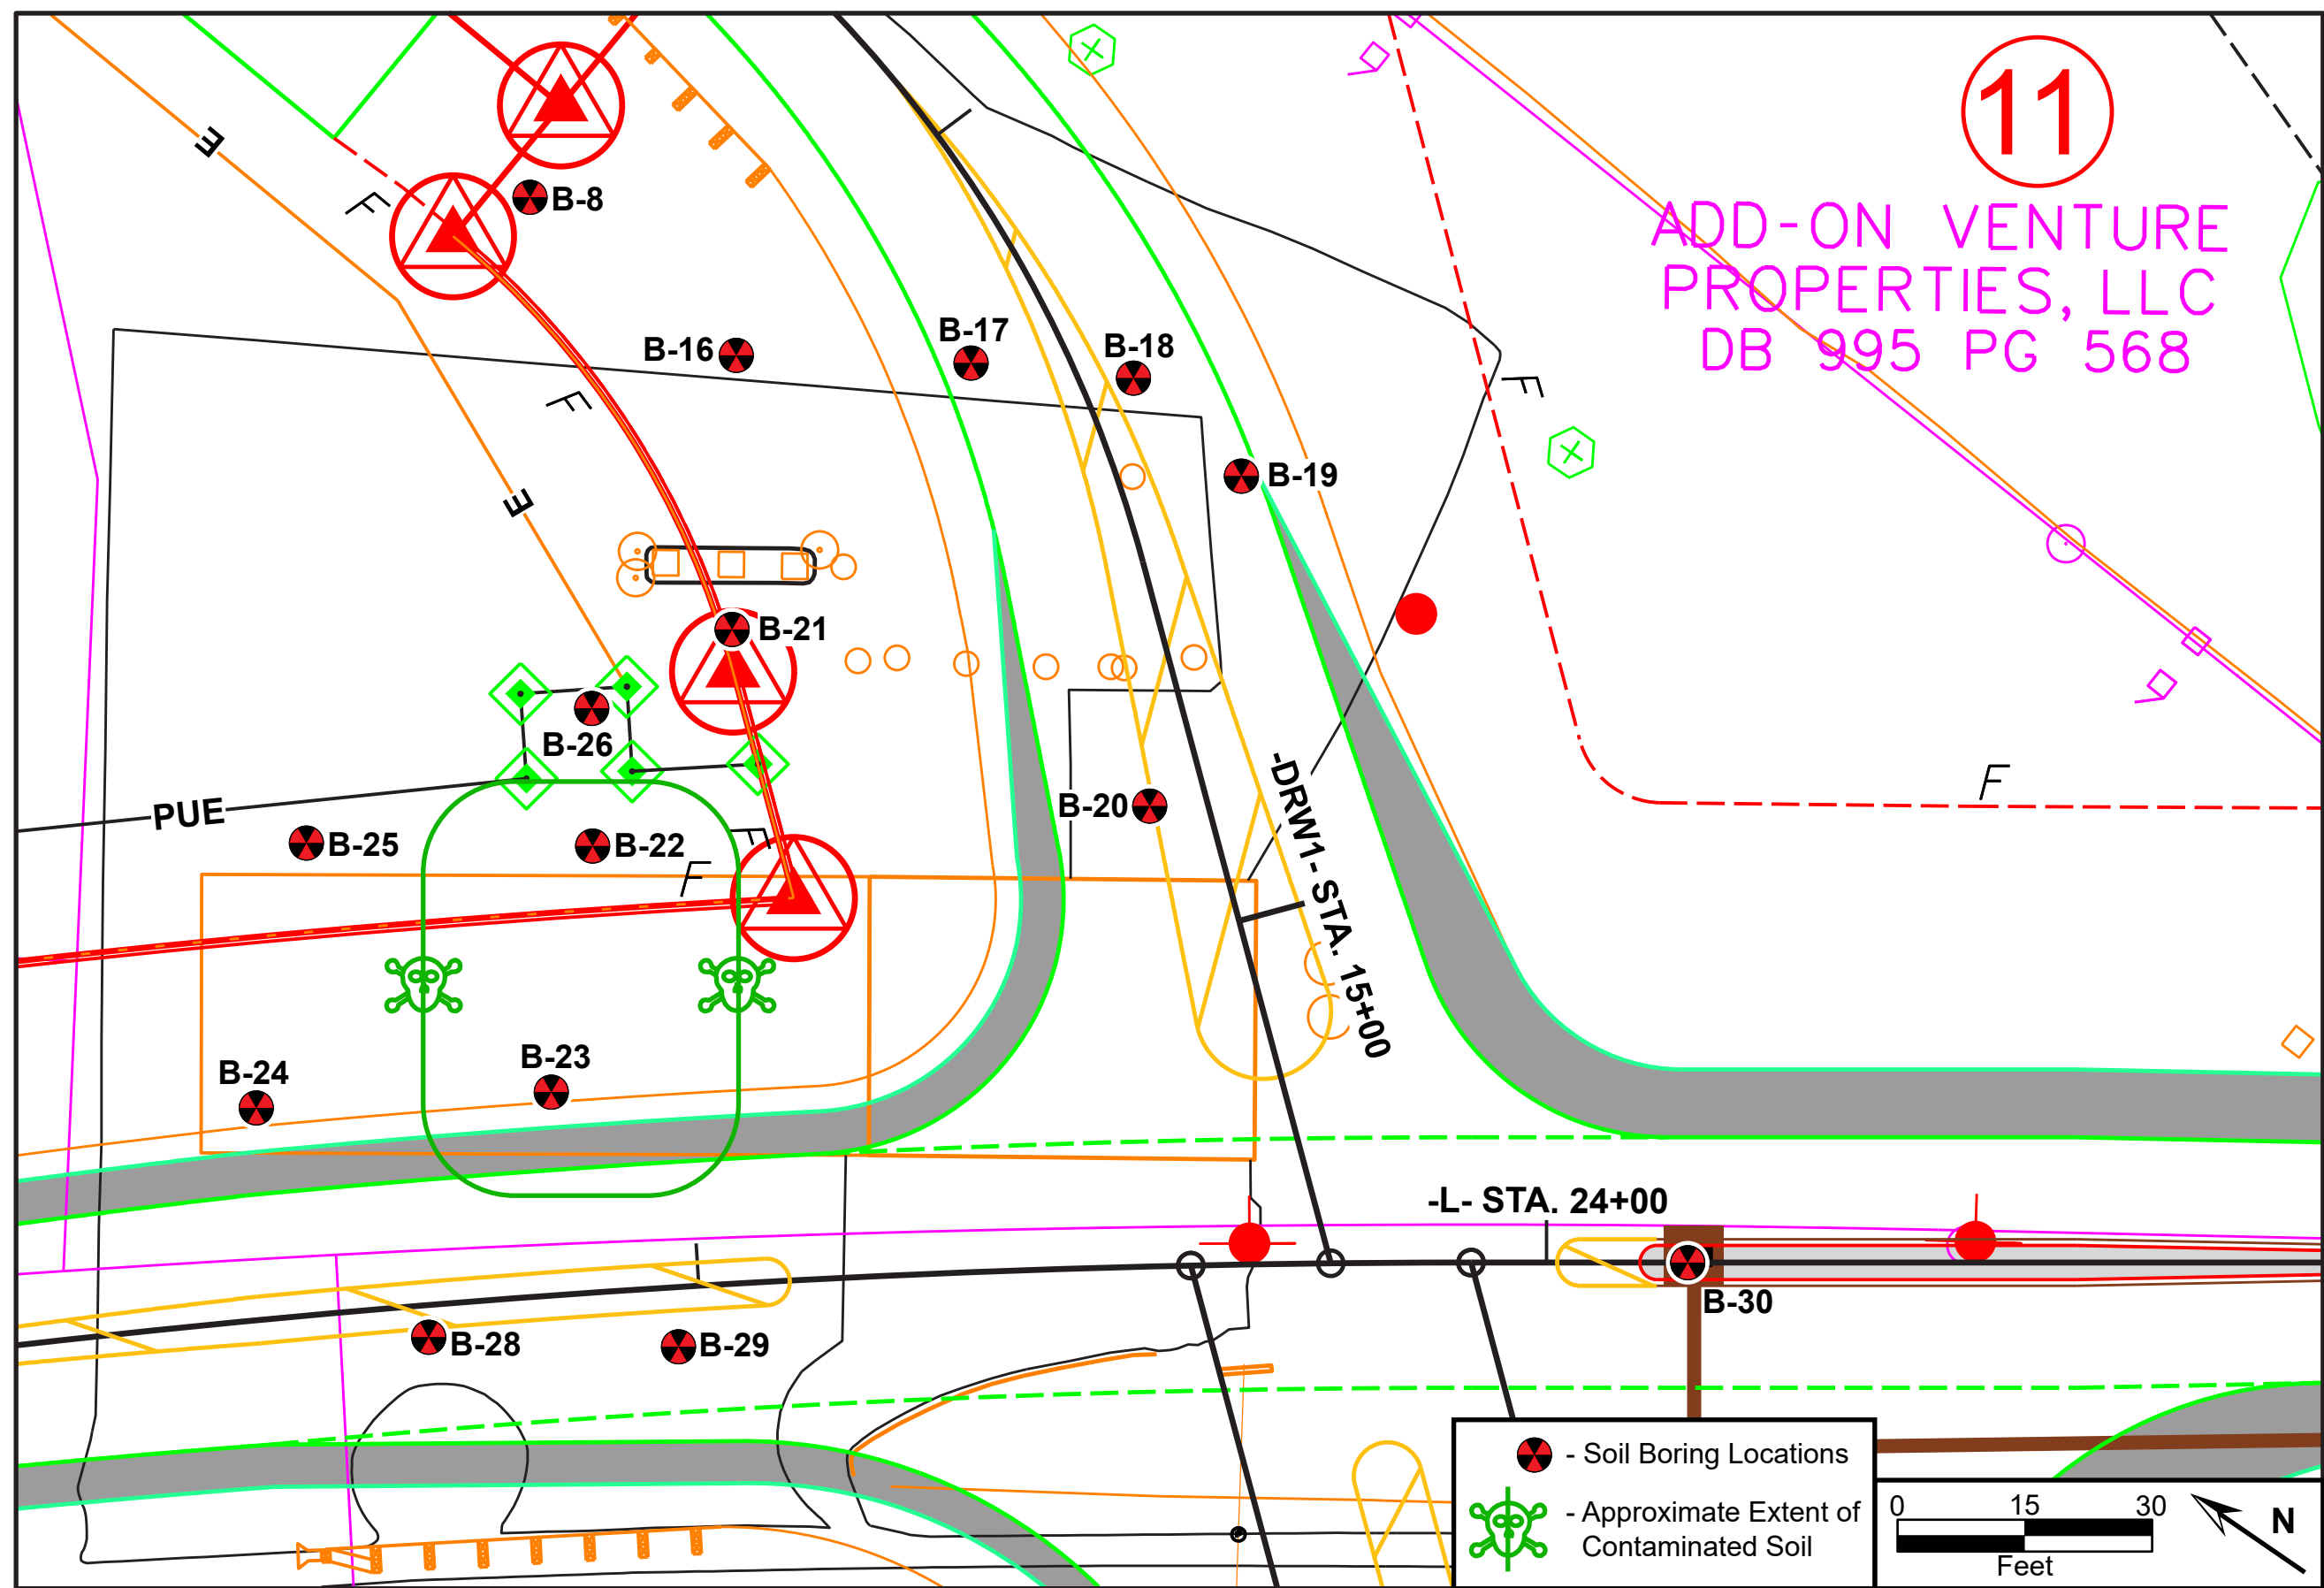 11
ADD-ON VENTURE
PROPERTIES, LLC
DB 995 PG 568
E
F
B-8
B-16
B-17
B-18
F
F
E
B-19
B-21
B-26
-DRW1- STA. 15+00
F
PUE
B-20
B-25
B-22
F
F
B-24
B-23
-L- STA. 24+00
B-30
B-28
B-29
- Soil Boring Locations
- Approximate Extent of
Contaminated Soil
0 15 30
Feet
N